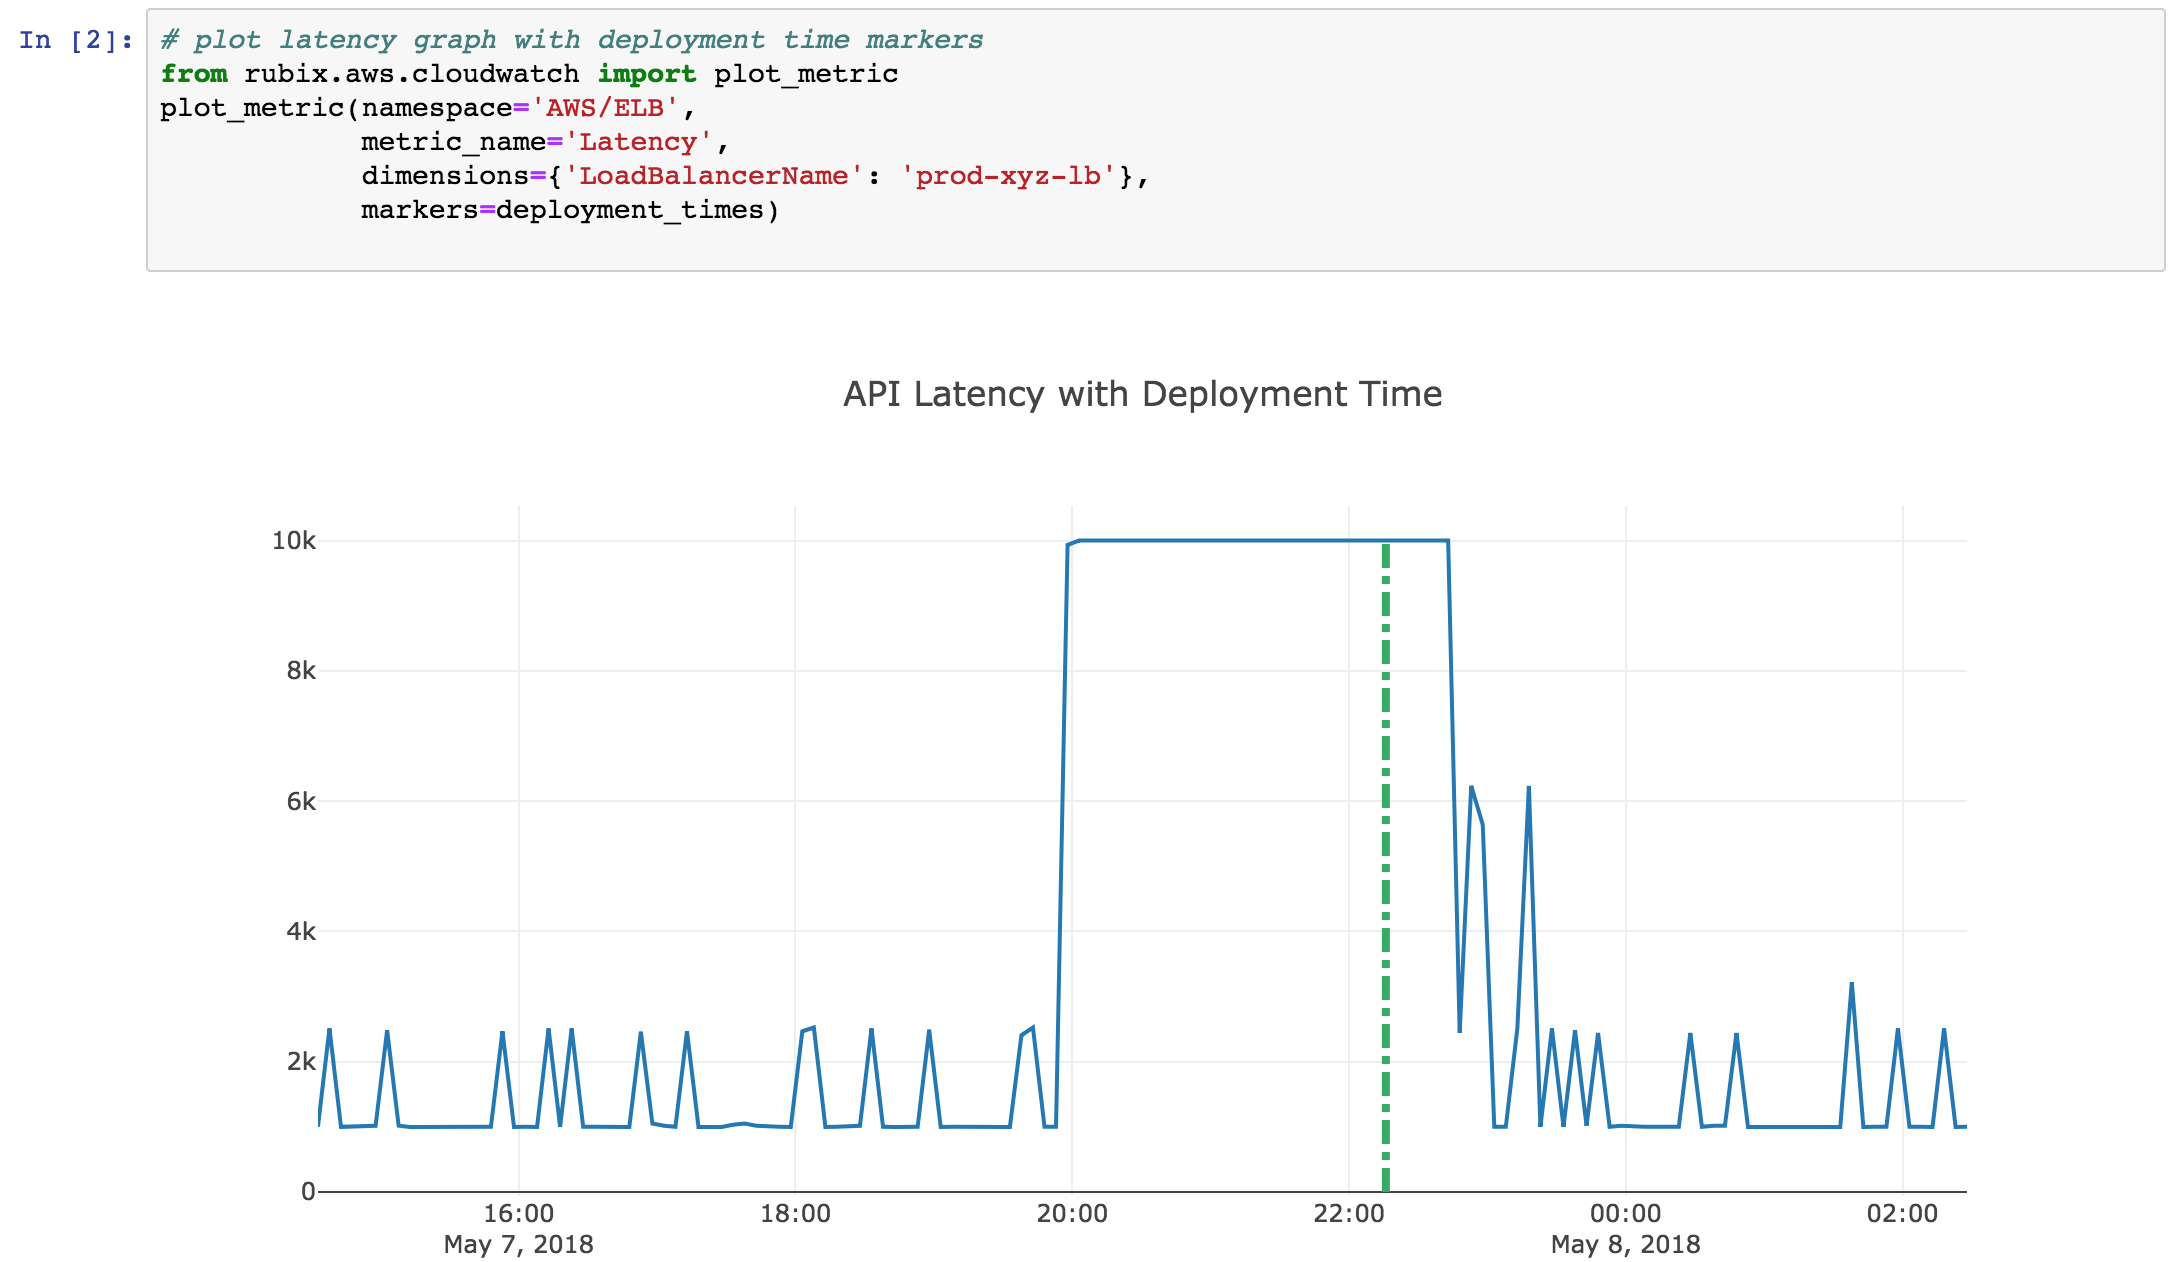 In [2]:
# plot latency graph with deployment time markers
from rubix.aws.cloudwatch import plot_metric
plot_metric(namespace='AWS/ELB',
            metric_name='Latency',
            dimensions={'LoadBalancerName': 'prod-xyz-lb'},
            markers=deployment_times)
API Latency with Deployment Time
10k
8k
6k
4k
2k
0
16:00 18:00 20:00 22:00 00:00 02:00
May 7, 2018 May 8, 2018